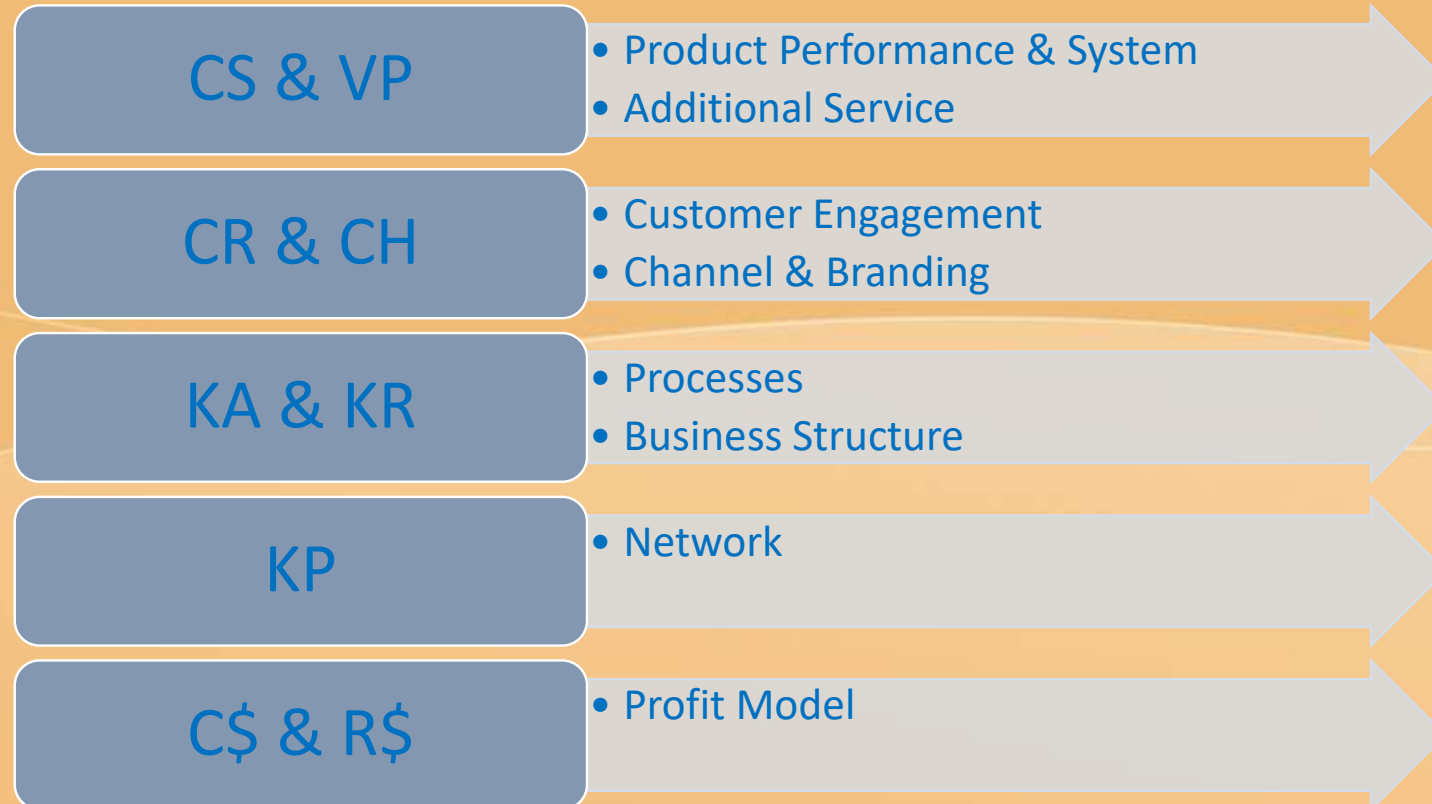 CS & VP
• Product Performance & System
• Additional Service
CR & CH
• Customer Engagement
• Channel & Branding
KA & KR
• Processes
• Business Structure
KP
• Network
C$ & R$
• Profit Model